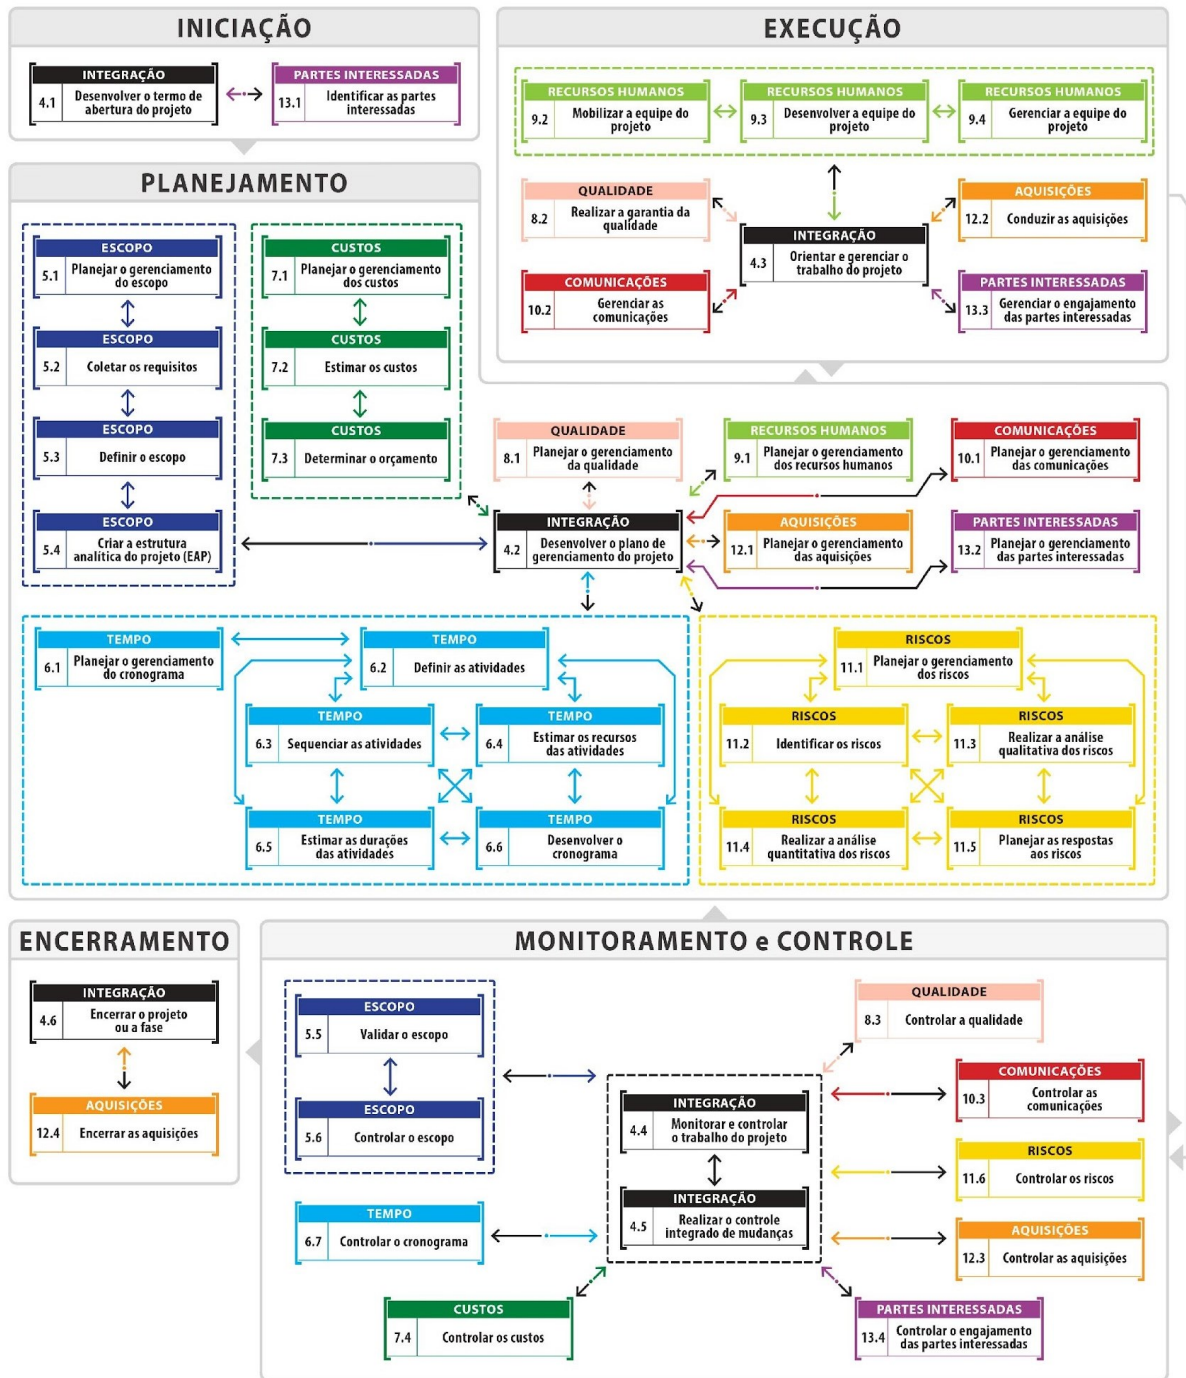 INICIAÇÃO
INTEGRAÇÃO
4.1
Desenvolver o termo de
abertura do projeto
PARTES INTERESSADAS
13.1
Identificar as partes
interessadas
EXECUÇÃO
RECURSOS HUMANOS
9.2
Mobilizar a equipe do
projeto
RECURSOS HUMANOS
9.3
Desenvolver a equipe do
projeto
RECURSOS HUMANOS
9.4
Gerenciar a equipe do
projeto
QUALIDADE
8.2
Realizar a garantia da
qualidade
AQUISIÇÕES
12.2
Conduzir as aquisições
INTEGRAÇÃO
4.3
Orientar e gerenciar o
trabalho do projeto
COMUNICAÇÕES
10.2
Gerenciar as
comunicações
PARTES INTERESSADAS
13.3
Gerenciar o engajamento
das partes interessadas
PLANEJAMENTO
ESCOPO
5.1
Planejar o gerenciamento
do escopo
ESCOPO
5.2
Coletar os requisitos
ESCOPO
5.3
Definir o escopo
ESCOPO
5.4
Criar a estrutura
analítica do projeto (EAP)
CUSTOS
7.1
Planejar o gerenciamento
dos custos
CUSTOS
7.2
Estimar os custos
CUSTOS
7.3
Determinar o orçamento
QUALIDADE
8.1
Planejar o gerenciamento
da qualidade
RECURSOS HUMANOS
9.1
Planejar o gerenciamento
dos recursos humanos
COMUNICAÇÕES
10.1
Planejar o gerenciamento
das comunicações
INTEGRAÇÃO
4.2
Desenvolver o plano de
gerenciamento do projeto
AQUISIÇÕES
12.1
Planejar o gerenciamento
das aquisições
PARTES INTERESSADAS
13.2
Planejar o gerenciamento
das partes interessadas
TEMPO
6.1
Planejar o gerenciamento
do cronograma
TEMPO
6.2
Definir as atividades
TEMPO
6.3
Sequenciar as atividades
TEMPO
6.4
Estimar os recursos
das atividades
TEMPO
6.5
Estimar as durações
das atividades
TEMPO
6.6
Desenvolver o
cronograma
RISCOS
11.1
Planejar o gerenciamento
dos riscos
RISCOS
11.2
Identificar os riscos
RISCOS
11.3
Realizar a análise
qualitativa dos riscos
RISCOS
11.4
Realizar a análise
quantitativa dos riscos
RISCOS
11.5
Planejar as respostas
aos riscos
ENCERRAMENTO
INTEGRAÇÃO
4.6
Encerrar o projeto
ou a fase
AQUISIÇÕES
12.4
Encerrar as aquisições
MONITORAMENTO e CONTROLE
ESCOPO
5.5
Validar o escopo
ESCOPO
5.6
Controlar o escopo
TEMPO
6.7
Controlar o cronograma
CUSTOS
7.4
Controlar os custos
INTEGRAÇÃO
4.4
Monitorar e controlar
o trabalho do projeto
INTEGRAÇÃO
4.5
Realizar o controle
integrado de mudanças
QUALIDADE
8.3
Controlar a qualidade
COMUNICAÇÕES
10.3
Controlar as
comunicações
RISCOS
11.6
Controlar os riscos
AQUISIÇÕES
12.3
Controlar as aquisições
PARTES INTERESSADAS
13.4
Controlar o engajamento
das partes interessadas